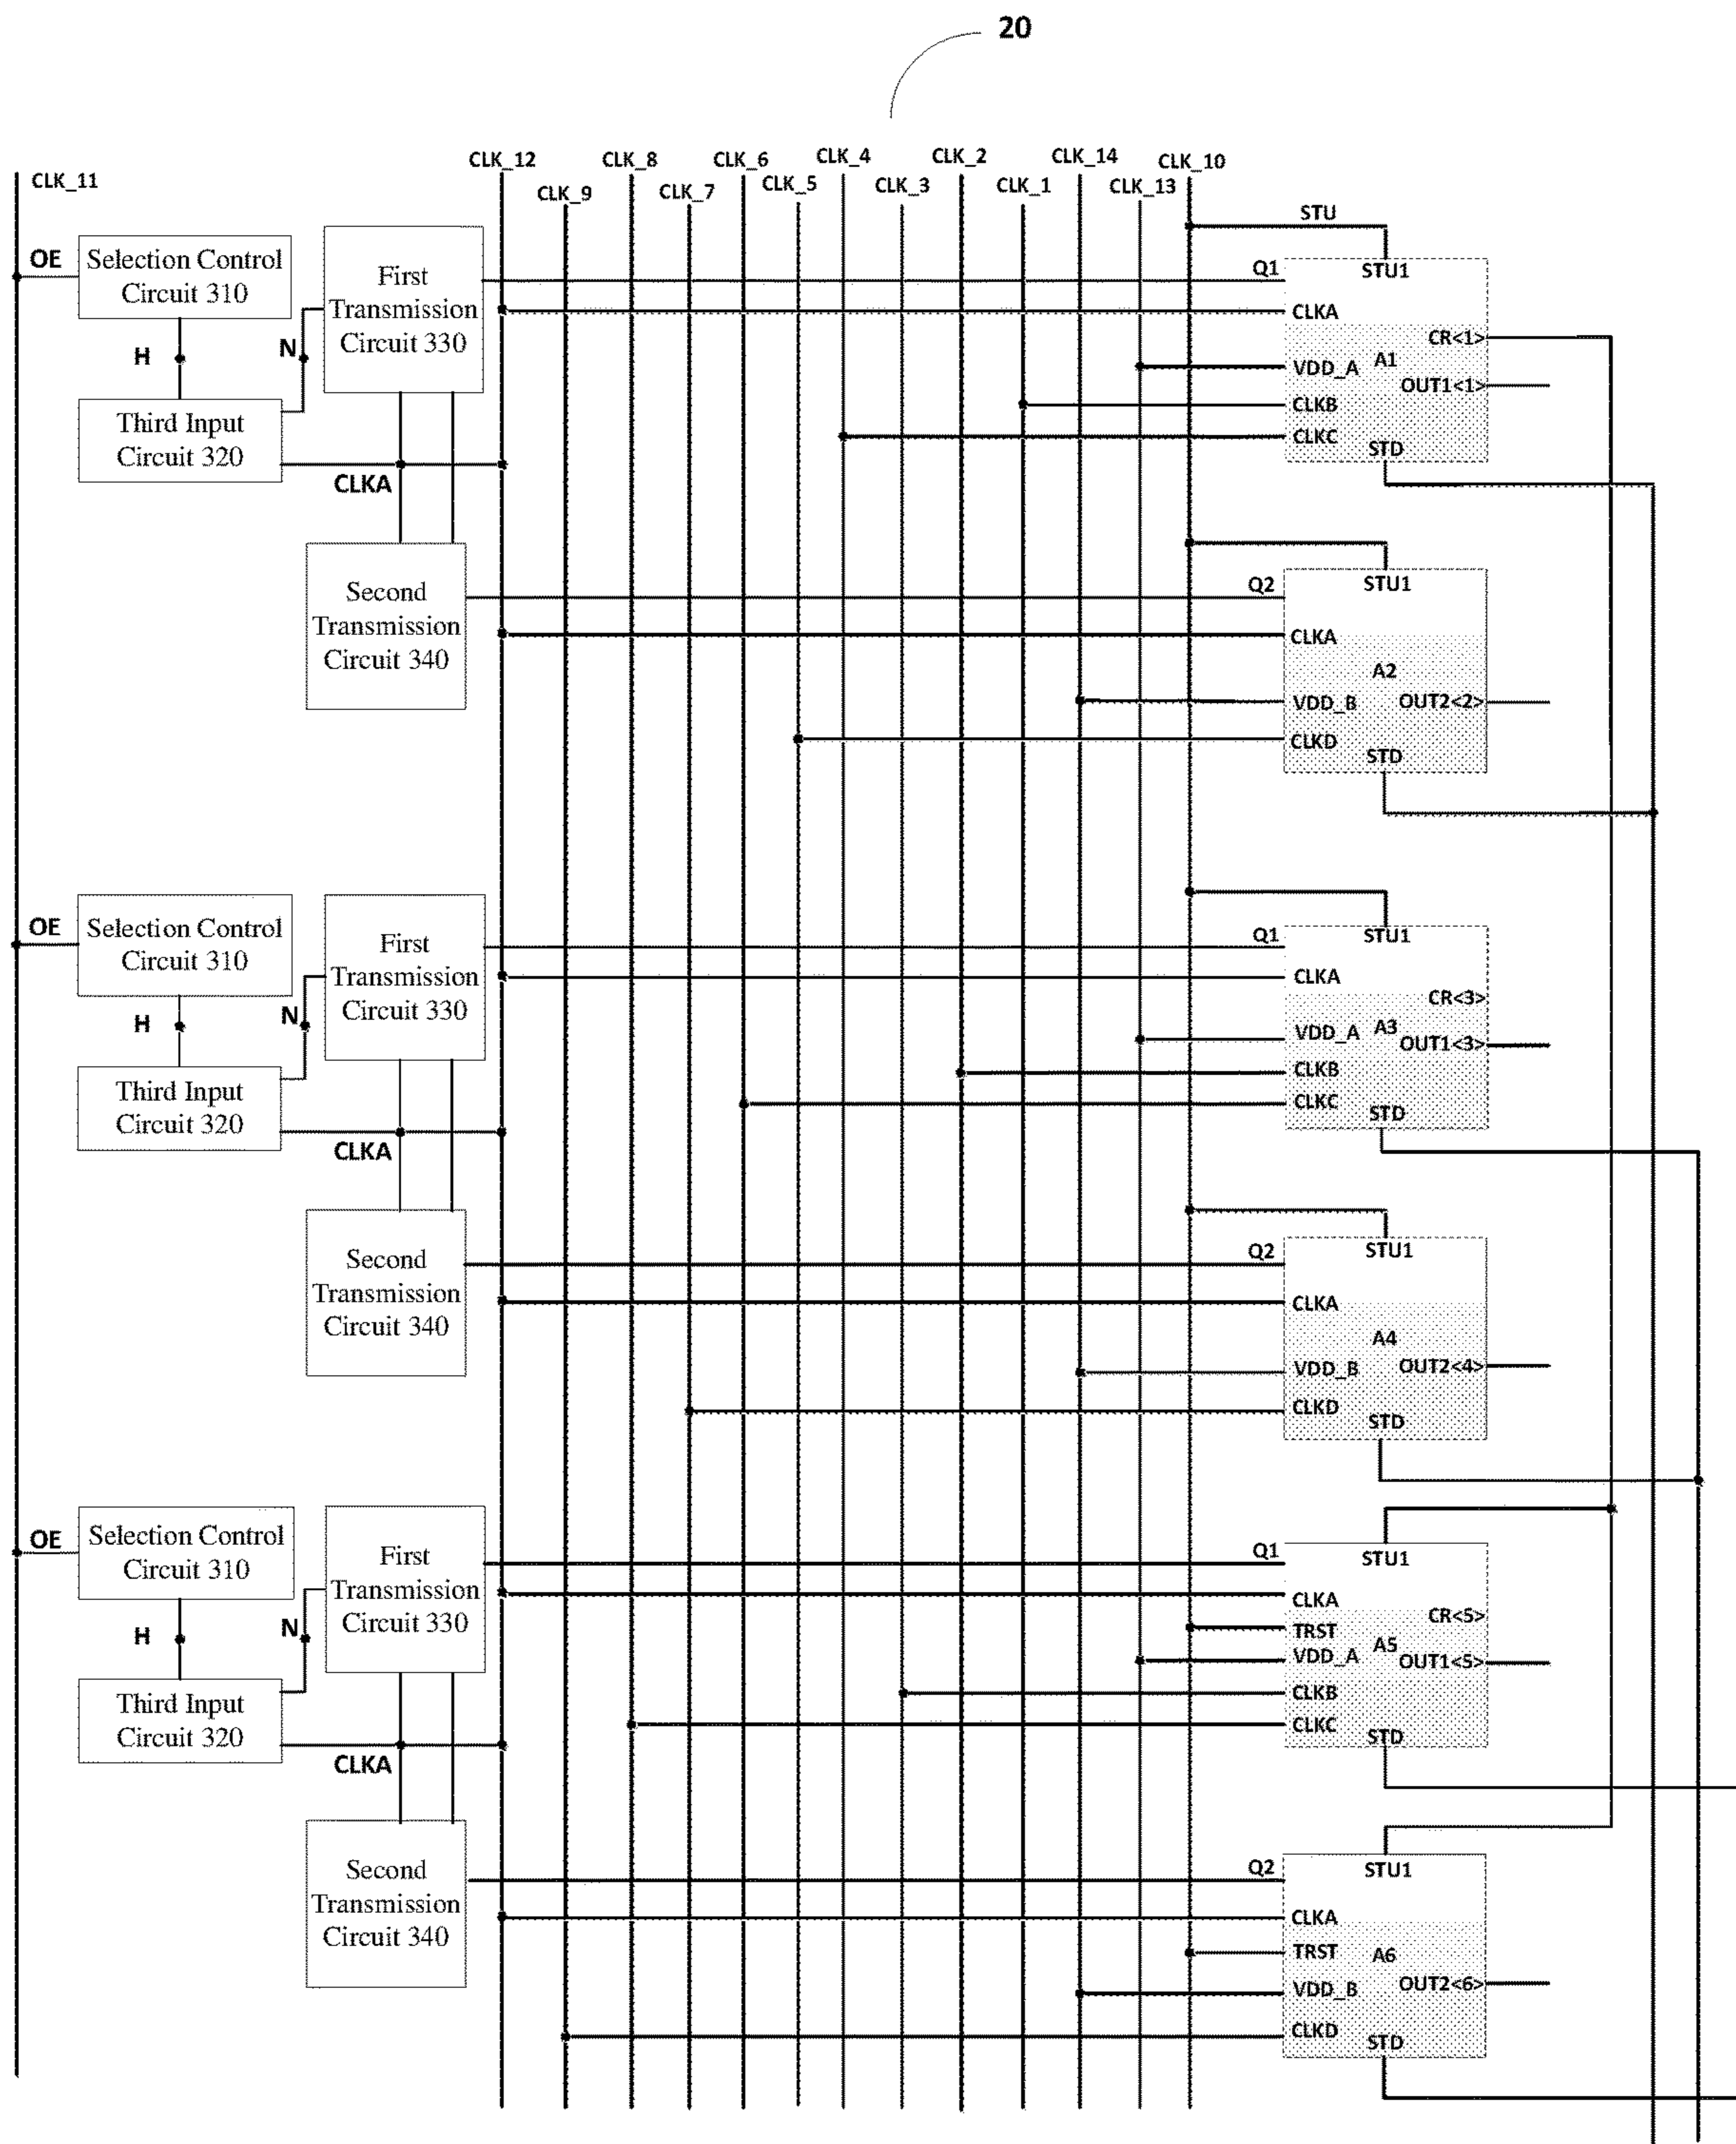 20
CLK_11
CLK_12
CLK_9
CLK_8
CLK_7
CLK_6
CLK_5
CLK_4
CLK_3
CLK_2
CLK_1
CLK_14
CLK_13
CLK_10
STU
OE
Selection Control
Circuit 310
H
Third Input
Circuit 320
N
First
Transmission
Circuit 330
CLKA
Second
Transmission
Circuit 340
Q1
STU1
CLKA
CR<1>
VDD_A
A1
OUT1<1>
CLKB
CLKC
STD
Q2
STU1
CLKA
A2
VDD_B
OUT2<2>
CLKD
STD
OE
Selection Control
Circuit 310
H
Third Input
Circuit 320
N
First
Transmission
Circuit 330
CLKA
Second
Transmission
Circuit 340
Q1
STU1
CLKA
CR<3>
VDD_A
A3
OUT1<3>
CLKB
CLKC
STD
Q2
STU1
CLKA
A4
VDD_B
OUT2<4>
CLKD
STD
OE
Selection Control
Circuit 310
H
Third Input
Circuit 320
N
First
Transmission
Circuit 330
CLKA
Second
Transmission
Circuit 340
Q1
STU1
CLKA
CR<5>
TRST
A5
VDD_A
OUT1<5>
CLKB
CLKC
STD
Q2
STU1
CLKA
TRST
A6
VDD_B
OUT2<6>
CLKD
STD